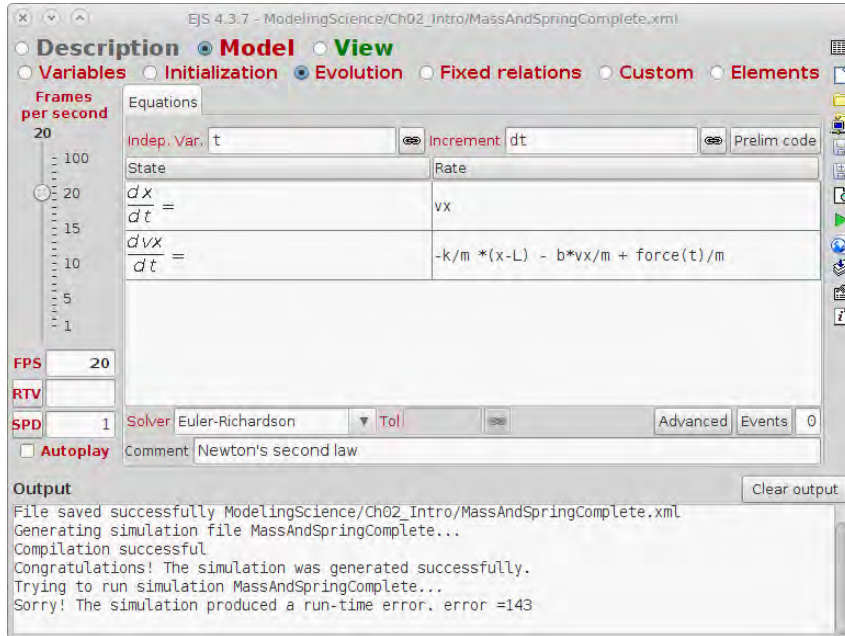 EJS 4.3.7 - ModelingScience/Ch02_Intro/MassAndSpringComplete.xml
Description Model View
Variables Initialization Evolution Fixed relations Custom Elements
Frames
per second
20
100
20
15
10
5
1
FPS 20
RTV
SPD 1
Autoplay
Equations
Indep. Var. t Increment dt Prelim code
State Rate
dx
dt = vx
dvx
dt = -k/m *(x-L) - b*vx/m + force(t)/m
Solver Euler-Richardson Tol Advanced Events 0
Comment Newton's second law
Output Clear output
File saved successfully ModelingScience/Ch02_Intro/MassAndSpringComplete.xml
Generating simulation file MassAndSpringComplete...
Compilation successful
Congratulations! The simulation was generated successfully.
Trying to run simulation MassAndSpringComplete...
Sorry! The simulation produced a run-time error. error =143